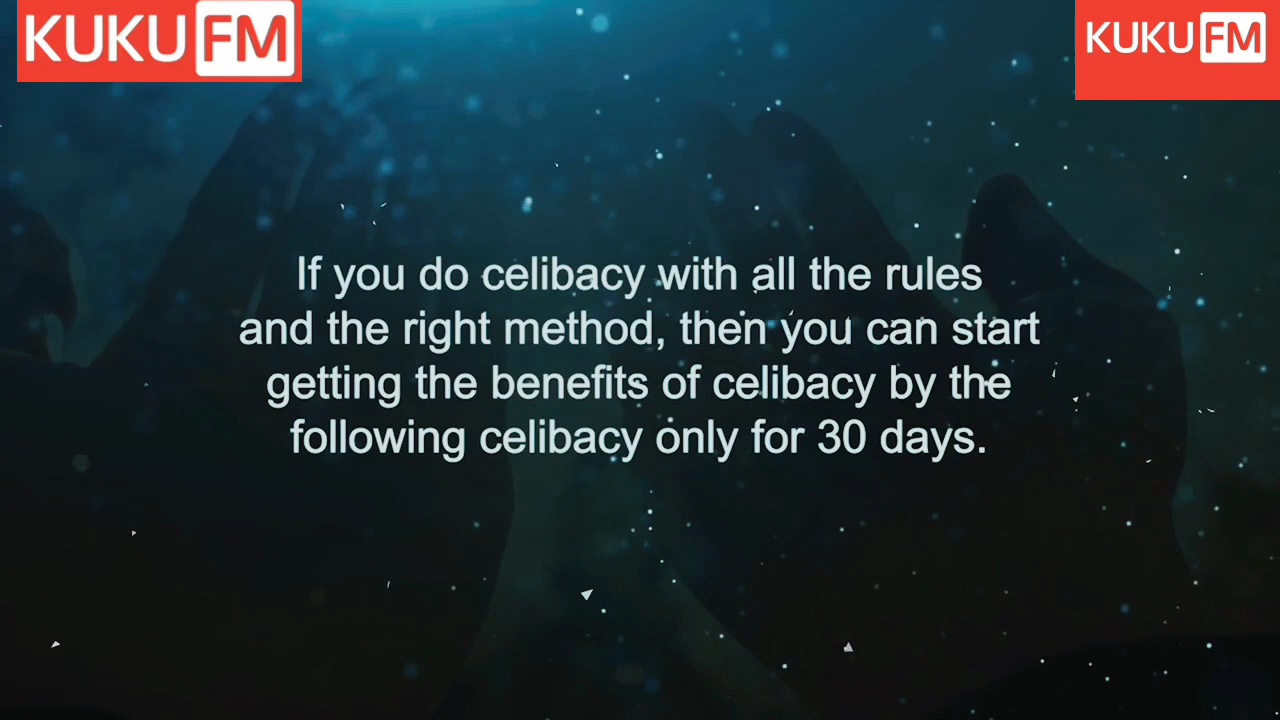 KUKU FM
KUKU FM
If you do celibacy with all the rules
and the right method, then you can start
getting the benefits of celibacy by the
following celibacy only for 30 days.